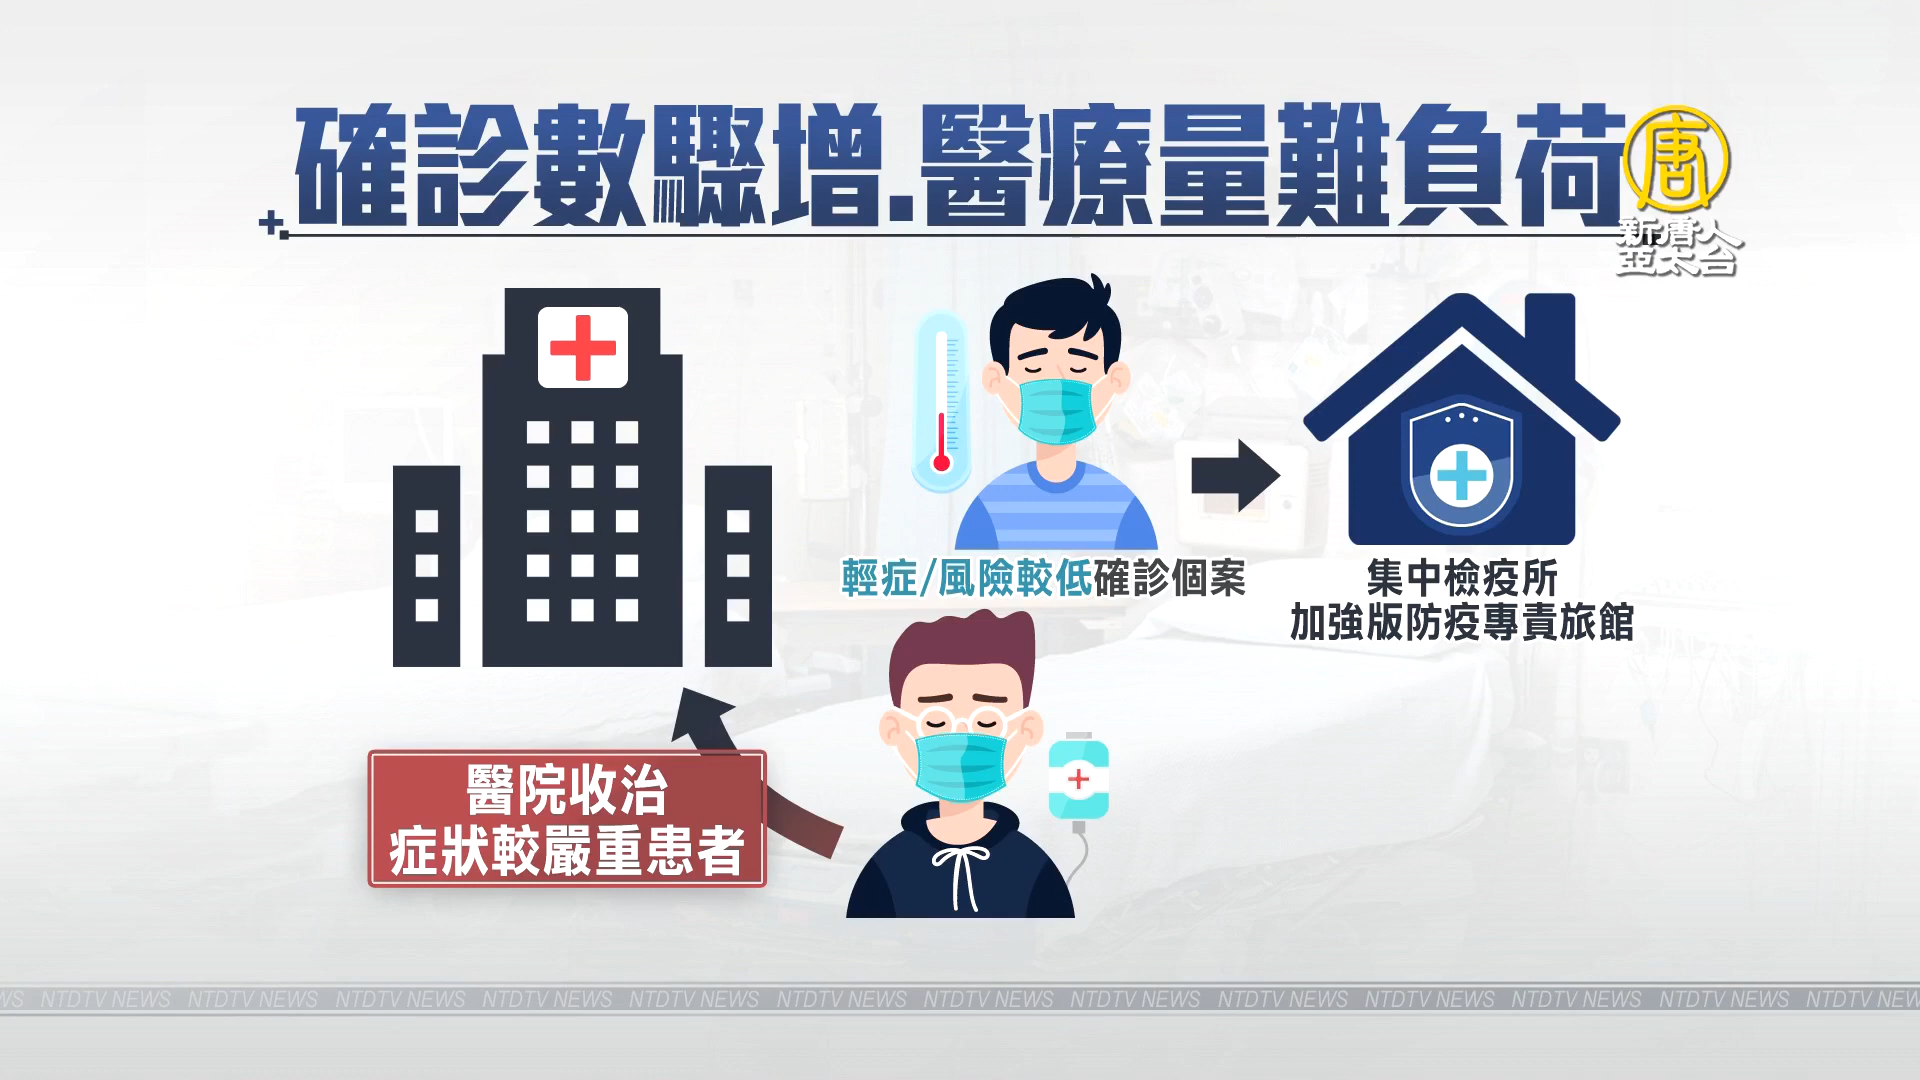 確診數驟增.醫療量難負荷
唐
新唐人
亞太台
輕症/風險較低確診個案
集中檢疫所
加強版防疫專責旅館
醫院收治
症狀較嚴重患者
WS NTDTV NEWS NTDTV NEWS NTDTV NEWS NTDTV NEWS NTDTV NEWS NTDTV NEWS NTDTV NEWS NTDTV NEWS NTDTV NEWS NTDTV NEWS NTDTV NEWS NTDTV NEWS NTDTV NEW